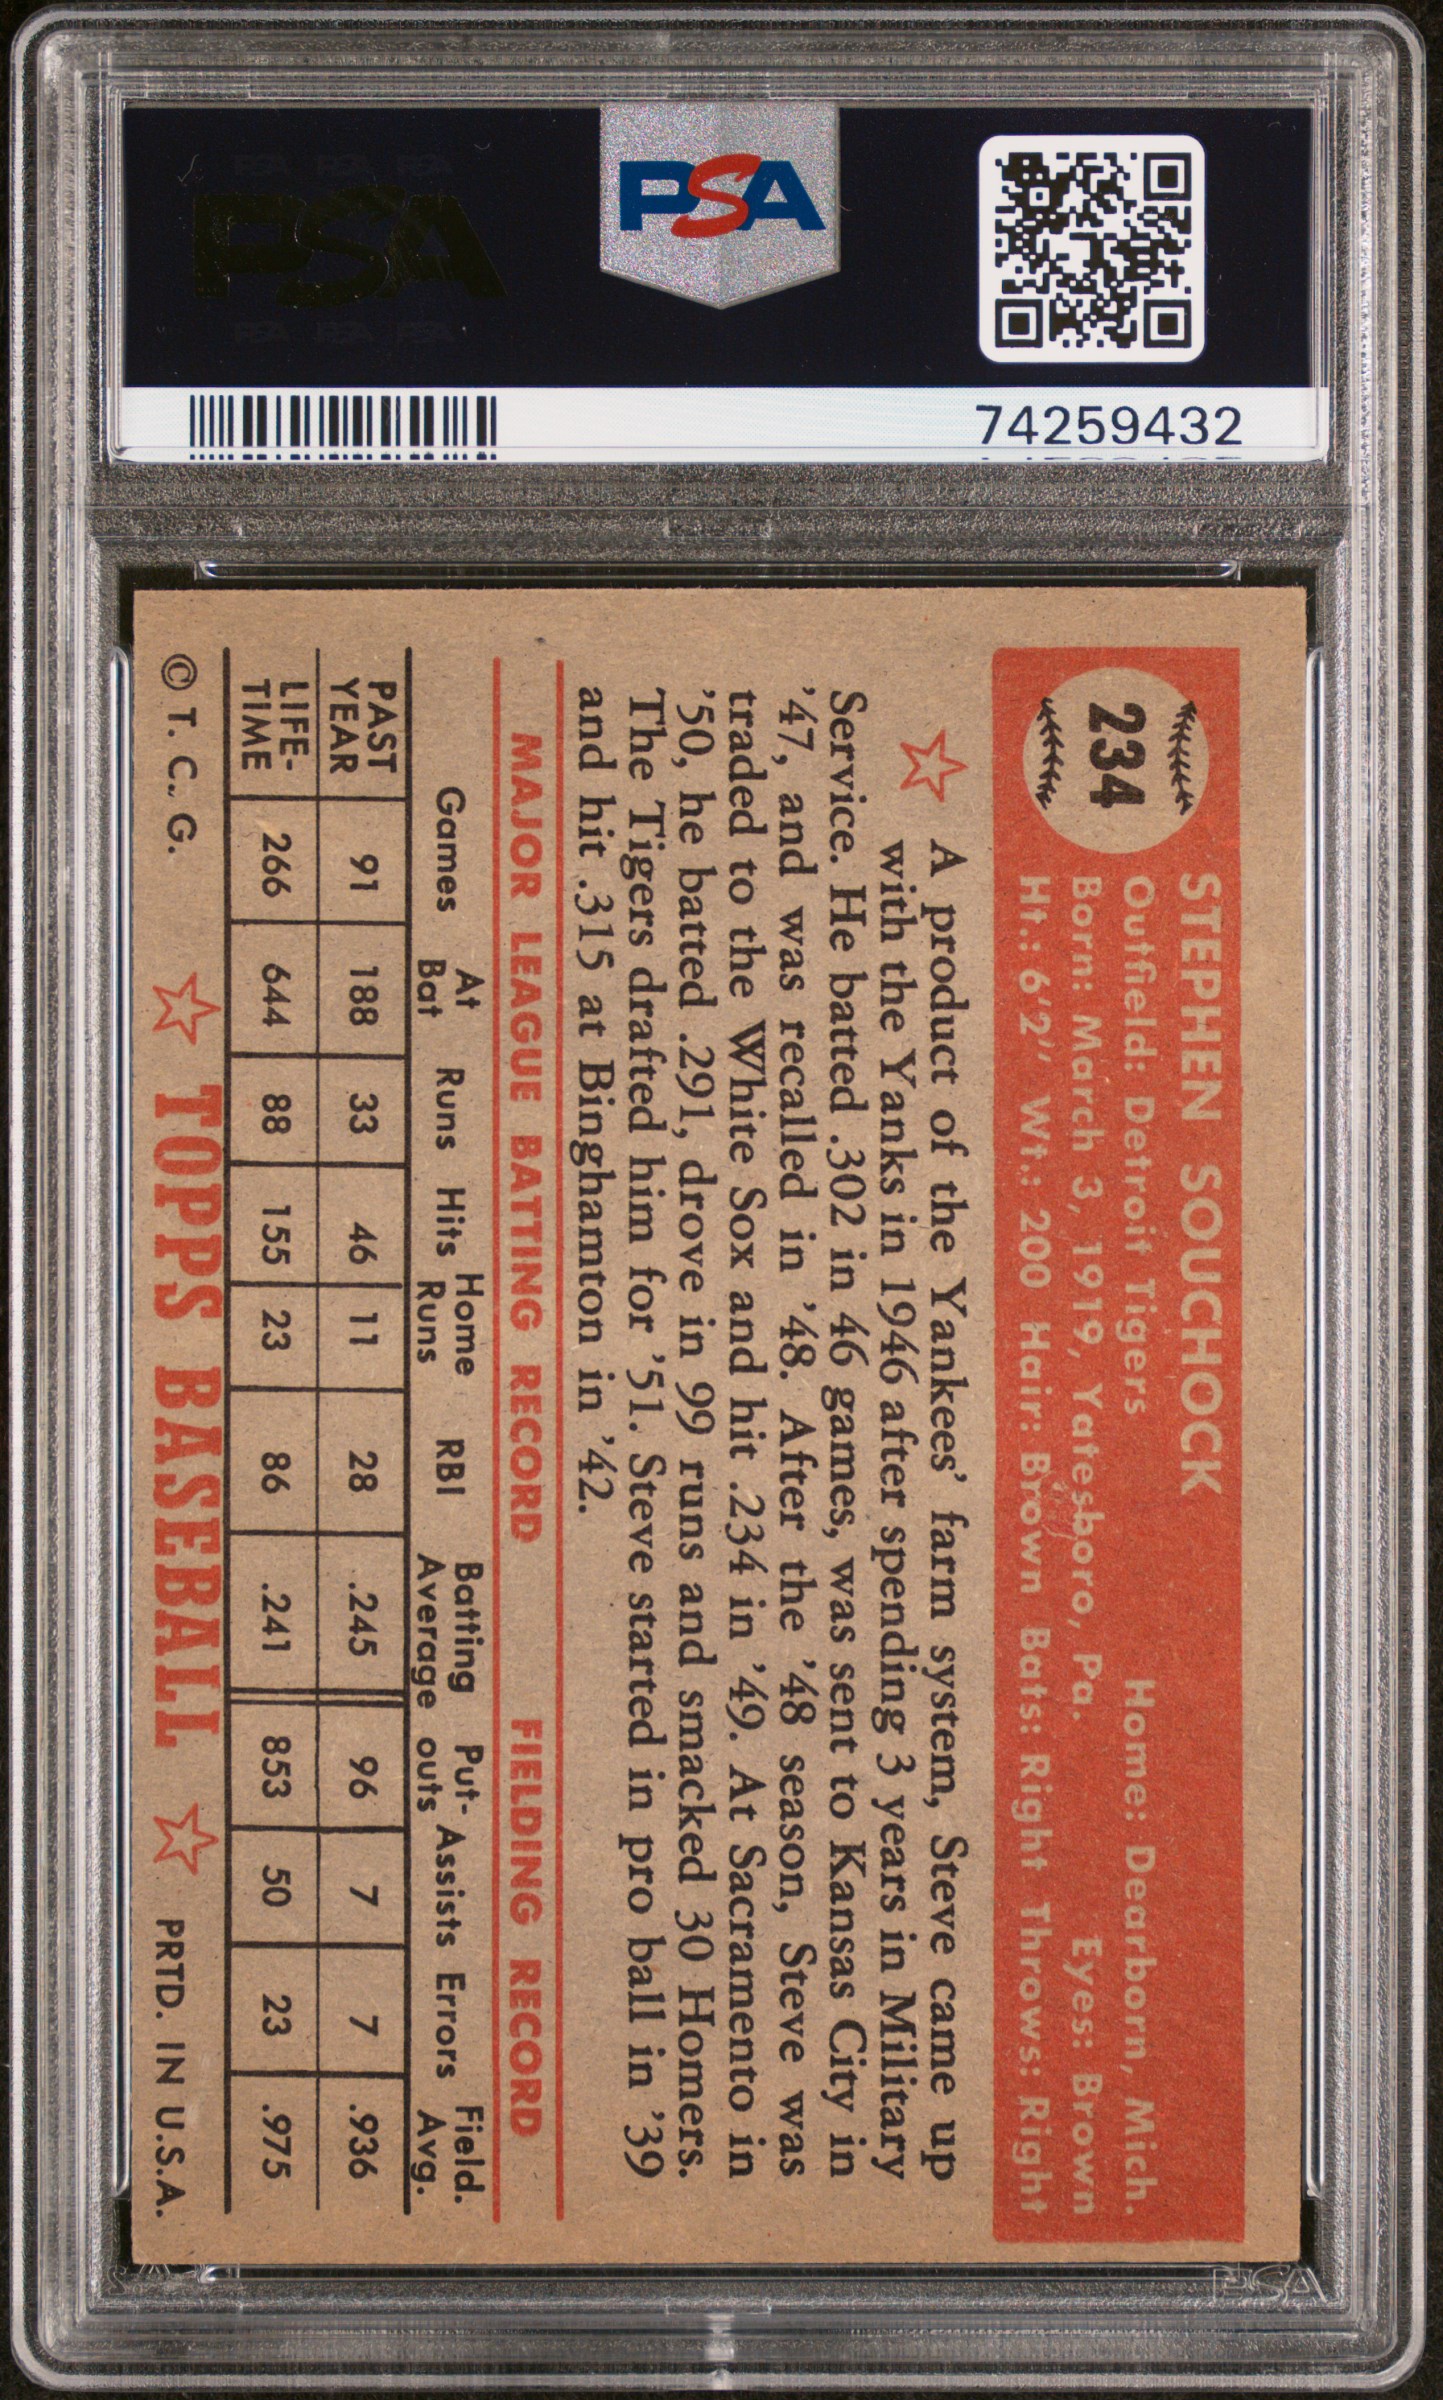 PSA
74259432
234
STEPHEN SOUCHOCK
Outfield: Detroit Tigers Home: Dearborn, Mich.
Born: March 3, 1919, Yatesboro, Pa. Eyes: Brown
Ht.: 6'2" Wt.: 200 Hair: Brown Bats: Right Throws: Right
A product of the Yankees' farm system, Steve came up
with the Yanks in 1946 after spending 3 years in Military
Service. He batted .302 in 46 games, was sent to Kansas City in
'47, and was recalled in '48. After the '48 season, Steve was
traded to the White Sox and hit .234 in '49. At Sacramento in
'50, he batted .291, drove in 99 runs and smacked 30 Homers.
The Tigers drafted him for '51. Steve started in pro ball in '39
and hit .315 at Binghamton in '42.
MAJOR LEAGUE BATTING RECORD FIELDING RECORD
Games At Bat Runs Hits Home Runs RBI Batting Average Put-outs Assists Errors Field. Avg.
PAST YEAR 91 188 33 46 11 28 .245 96 7 7 .936
LIFE-TIME 266 644 88 155 23 86 .241 853 50 23 .975
© T. C. G. TOPPS BASEBALL PRTD. IN U.S.A.
PSA
PSA